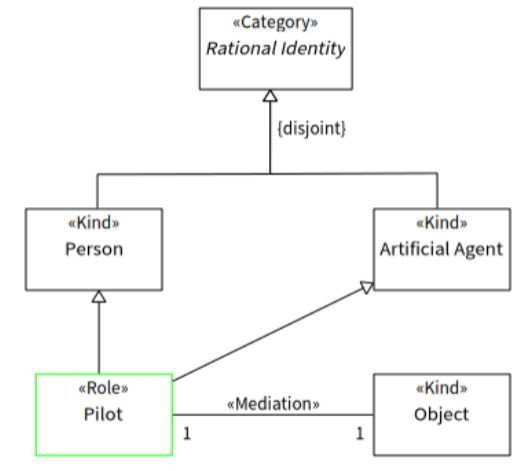 «Category»
Rational Identity
{disjoint}
«Kind»
Person
«Kind»
Artificial Agent
«Role»
Pilot
«Mediation»
1
1
«Kind»
Object